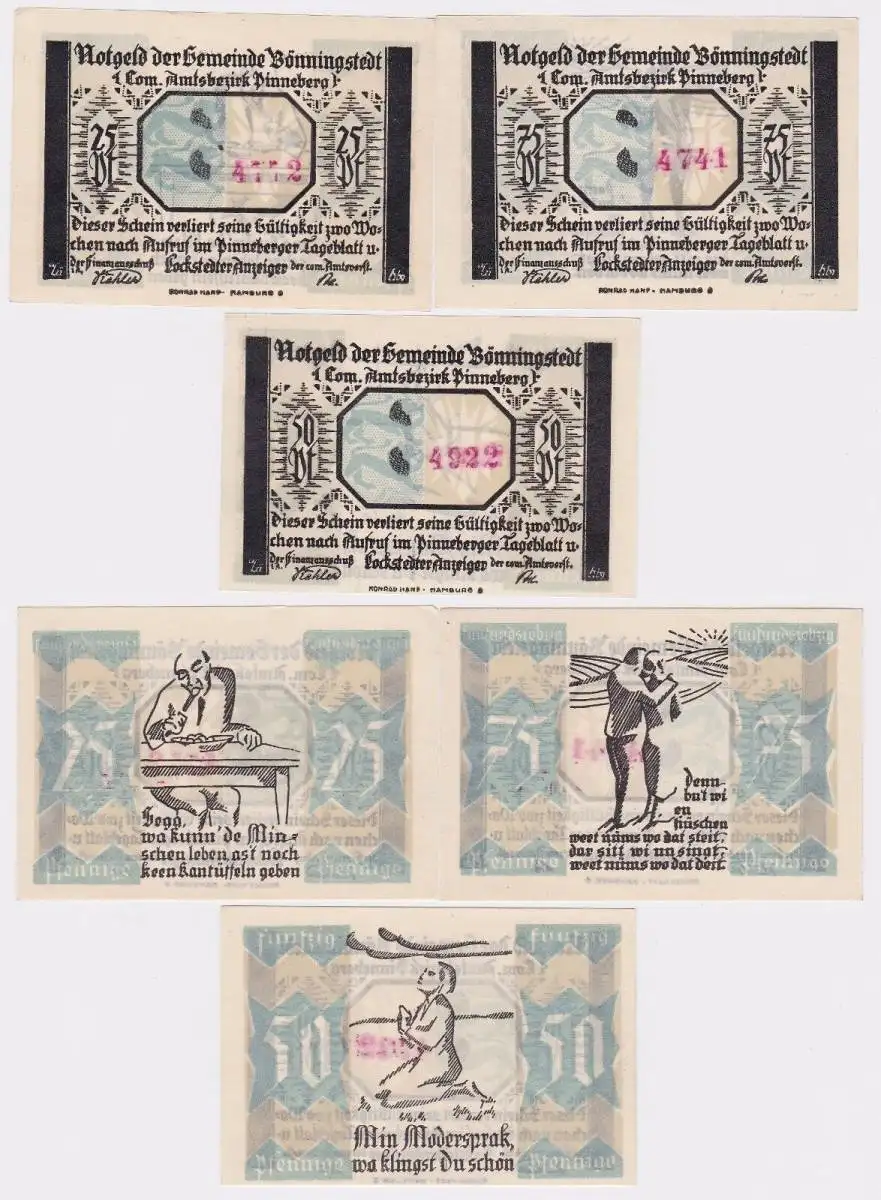 Notgeld der Gemeinde Bönningstedt
(Com. Amtsbezirk Pinneberg)
25 Pf
25 Pf
4772
Dieser Schein verliert seine Gültigkeit zwo Wo-
chen nach Aufruf im Pinneberger Tageblatt u.
Der Finanzausschuß Lockstedter Anzeiger der com. Amtsvorst.
Kähler
KONRAD HANF - HAMBURG 8
Notgeld der Gemeinde Bönningstedt
(Com. Amtsbezirk Pinneberg)
75 Pf
75 Pf
4741
Dieser Schein verliert seine Gültigkeit zwo Wo-
chen nach Aufruf im Pinneberger Tageblatt u.
Der Finanzausschuß Lockstedter Anzeiger der com. Amtsverst.
Kähler
KONRAD HANF - HAMBURG 8
Notgeld der Gemeinde Bönningstedt
(Com. Amtsbezirk Pinneberg)
50 Pf
50 Pf
4922
Dieser Schein verliert seine Gültigkeit zwo Wo-
chen nach Aufruf im Pinneberger Tageblatt u.
Der Finanzausschuß Lockstedter Anzeiger der com. Amtsverst.
Kähler
KONRAD HANF - HAMBURG 8
25
25
Segg,
wa kunn' de Min-
schen leben, ast noch
keen Kantüffeln geben
Pfennige
Pfennige
fünfundsiebzig
75
75
Denn
bu't wi
en
Hüschen
weet nüms wo dat steit,
dar sitt wi un singt,
weet nüms wo dat deit.
Pfennige
Pfennige
fünfzig
fünfzig
50
50
Min Modersprak,
wa klingst Du schön
Pfennige
Pfennige